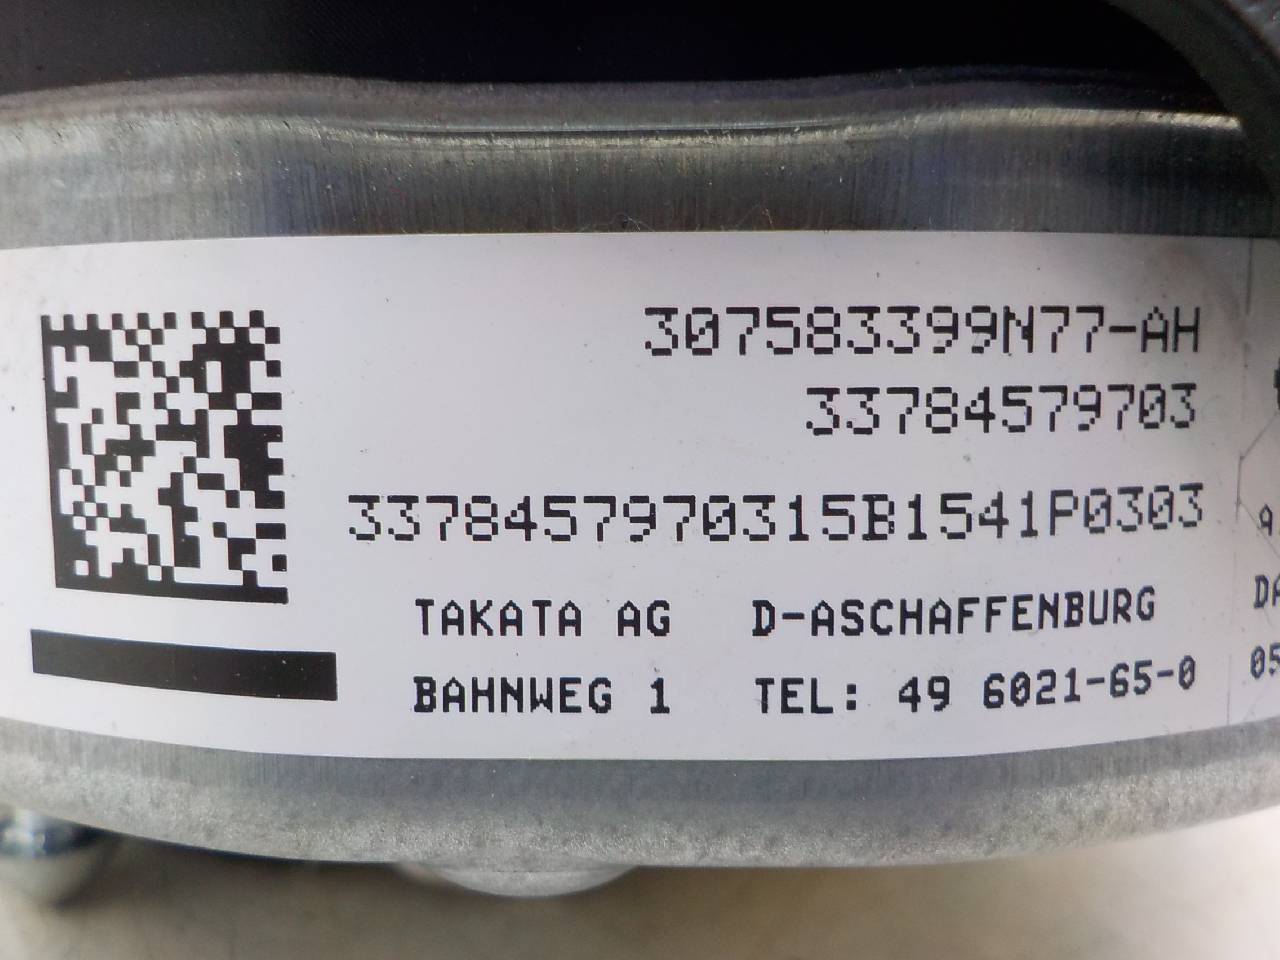 307583399N77-AH
33784579703
3378457970315B1541P0303
TAKATA AG D-ASCHAFFENBURG
BAHNWEG 1 TEL: 49 6021-65-0